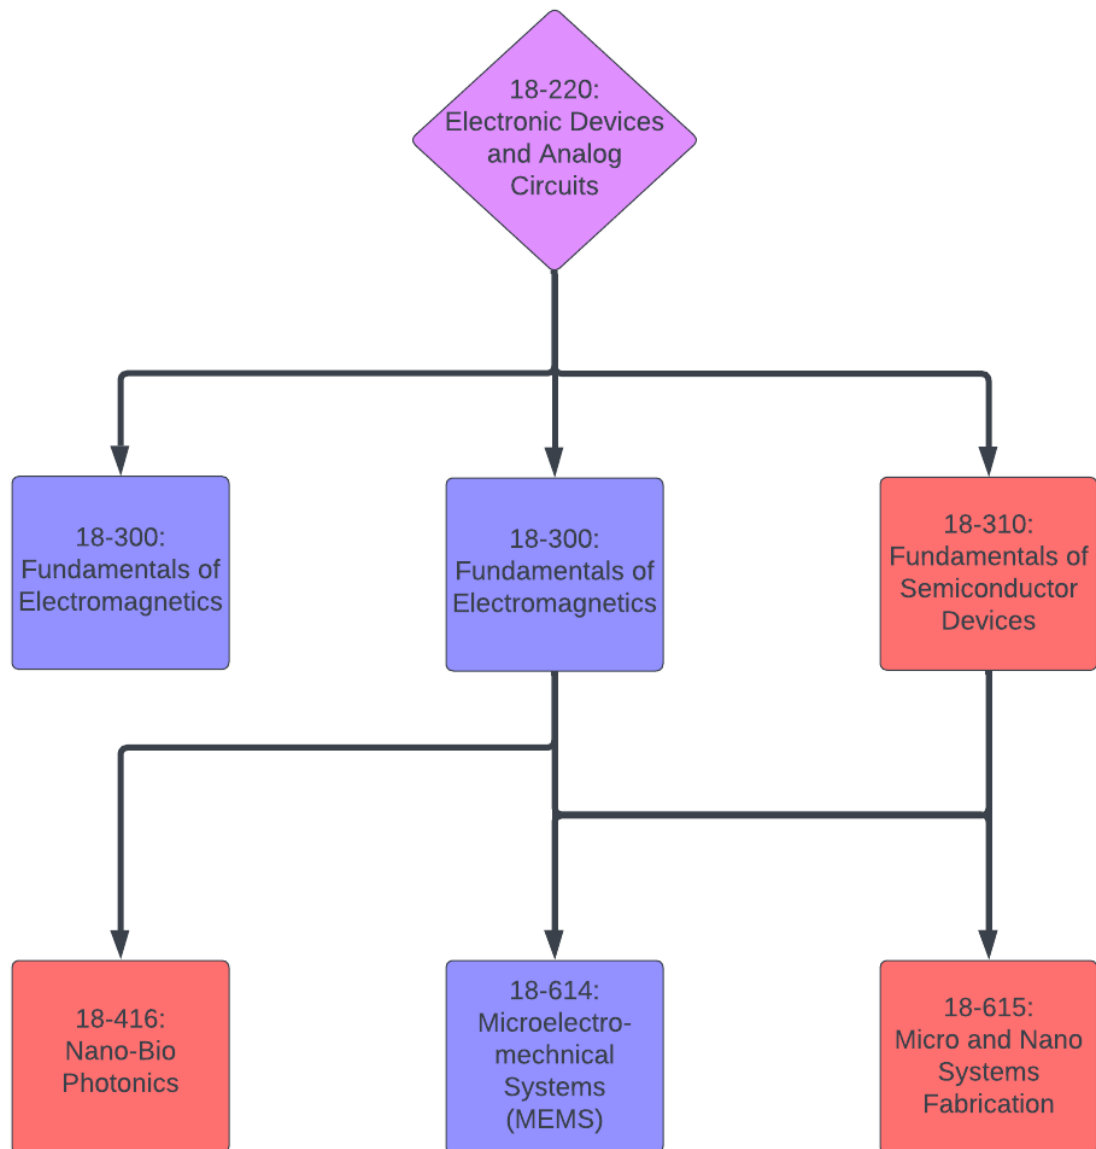 18-220:
Electronic Devices
and Analog
Circuits
18-300:
Fundamentals of
Electromagnetics
18-300:
Fundamentals of
Electromagnetics
18-310:
Fundamentals of
Semiconductor
Devices
18-416:
Nano-Bio
Photonics
18-614:
Microelectro-
mechnical
Systems
(MEMS)
18-615:
Micro and Nano
Systems
Fabrication